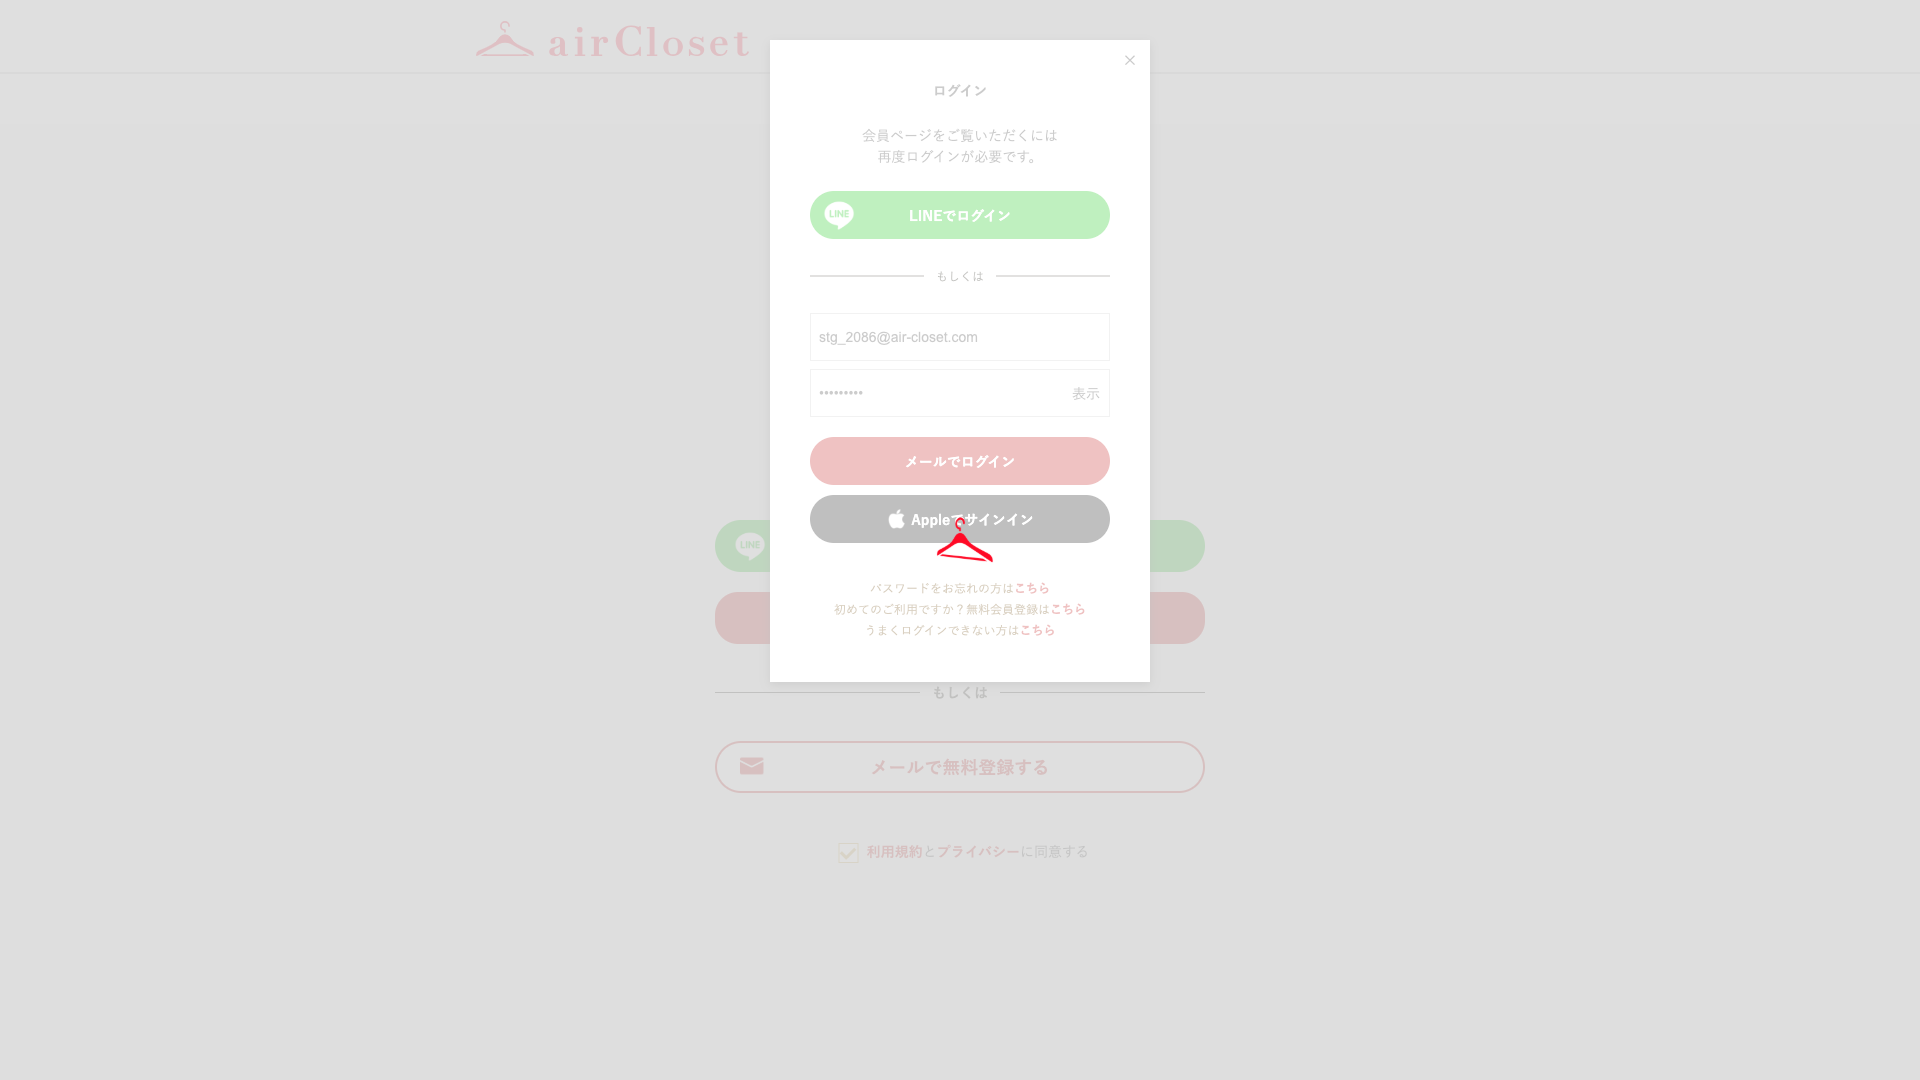 airCloset
ログイン
会員ページをご覧いただくには
再度ログインが必要です。
LINE
LINEでログイン
もしくは
stg_2086@air-closet.com
•••••••••
表示
メールでログイン
Appleでサインイン
パスワードをお忘れの方はこちら
初めてのご利用ですか？無料会員登録はこちら
うまくログインできない方はこちら
LINE
もしくは
メールで無料登録する
利用規約とプライバシーに同意する